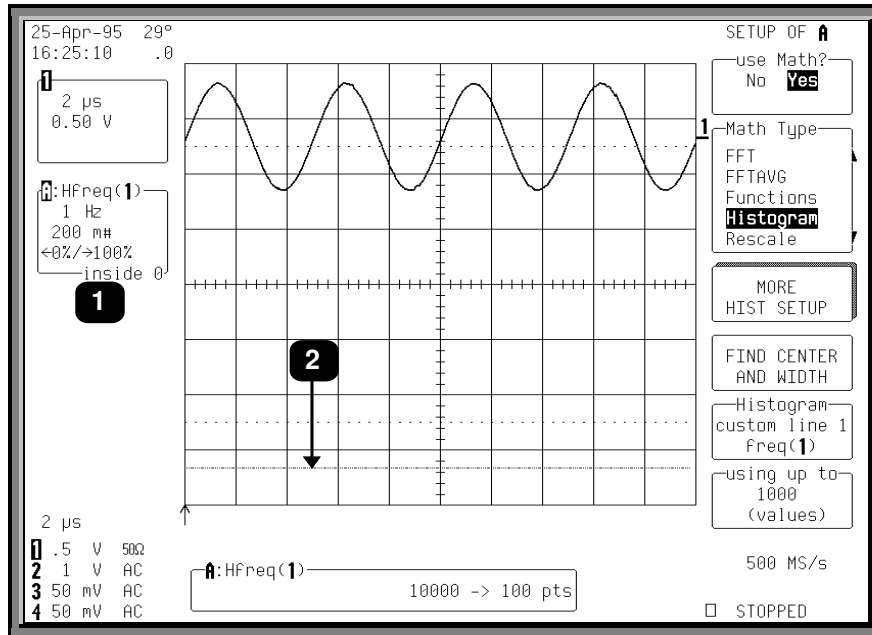 25-Apr-95 29°
16:25:10 .0
1
2 µs
0.50 V
A:Hfreq(1)
1 Hz
200 m#
←0%/→100%
inside 0
1
2
1
2 µs
1 .5 V 50Ω
2 1 V AC
3 50 mV AC
4 50 mV AC
A:Hfreq(1)
10000 -> 100 pts
SETUP OF A
use Math?
No Yes
Math Type
FFT
FFTAVG
Functions
Histogram
Rescale
MORE
HIST SETUP
FIND CENTER
AND WIDTH
Histogram
custom line 1
freq(1)
using up to
1000
(values)
500 MS/s
STOPPED